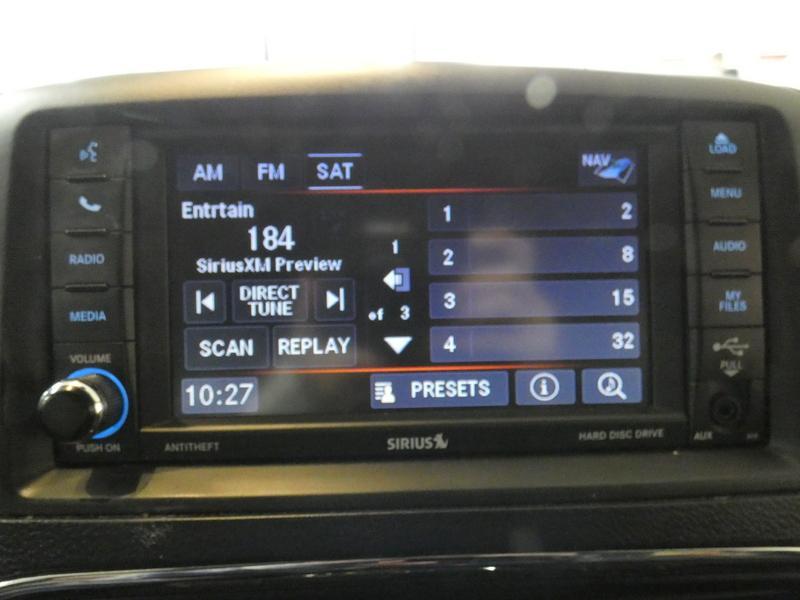 AM FM SAT NAV
Entrtain
184
SiriusXM Preview
DIRECT
TUNE
SCAN REPLAY
1
of 3
1 2
2 8
3 15
4 32
10:27 PRESETS
RADIO
MEDIA
VOLUME
PUSH ON
ANTITHEFT
SIRIUS
HARD DISC DRIVE
LOAD
MENU
AUDIO
MY
FILES
PULL
AUX